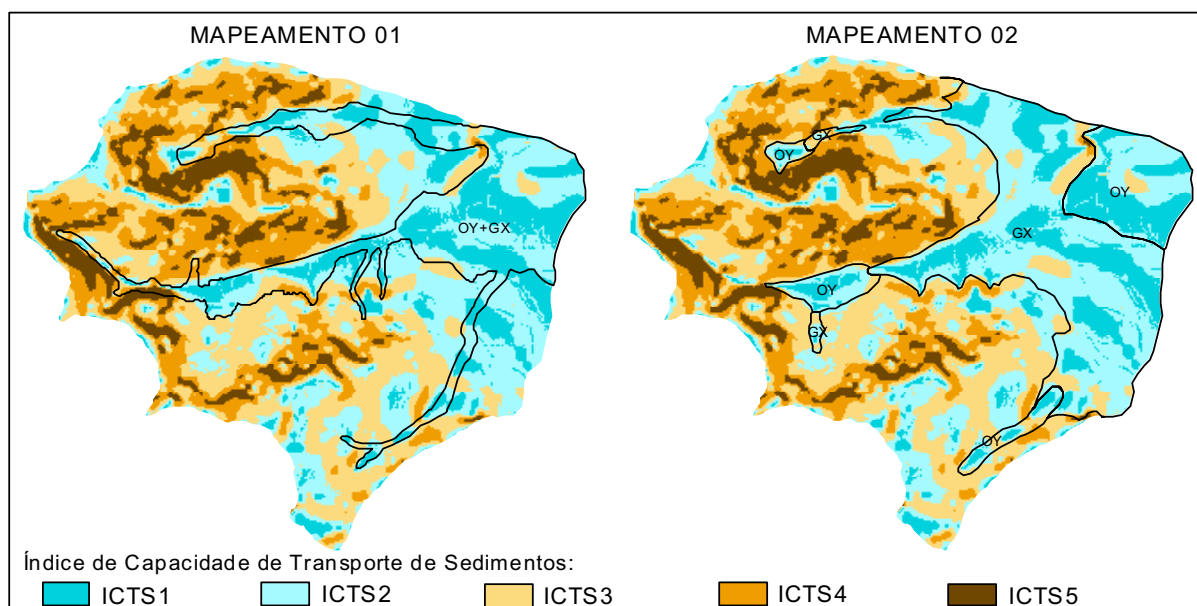 MAPEAMENTO 01
OY+GX
MAPEAMENTO 02
GX
OY
OY
GX
OY
GX
OY
Índice de Capacidade de Transporte de Sedimentos:
ICTS1 ICTS2 ICTS3 ICTS4 ICTS5